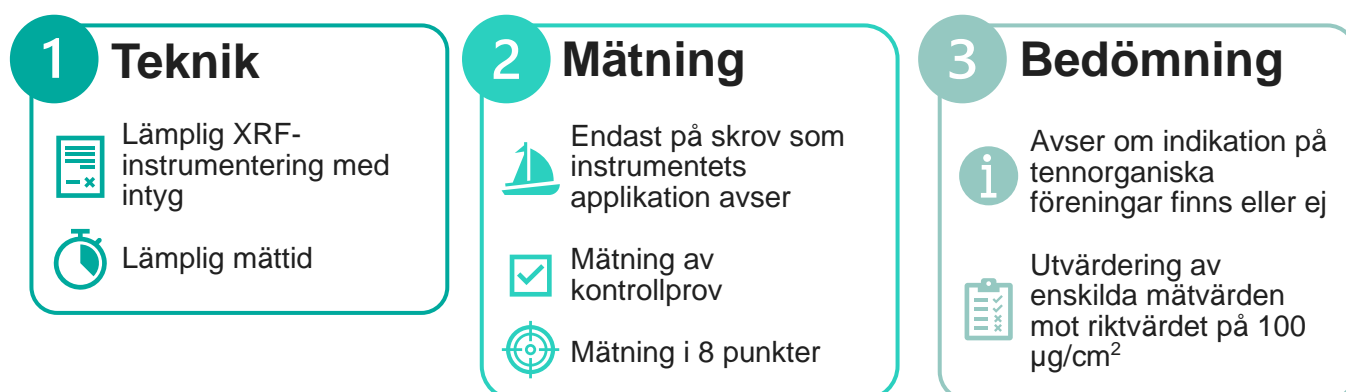 1
Teknik
Lämplig XRF-
instrumentering med
intyg
Lämplig mättid
2
Mätning
Endast på skrov som
instrumentets
applikation avser
Mätning av
kontrollprov
Mätning i 8 punkter
3
Bedömning
Avser om indikation på
tennorganiska
föreningar finns eller ej
Utvärdering av
enskilda mätvärden
mot riktvärdet på 100
µg/cm²